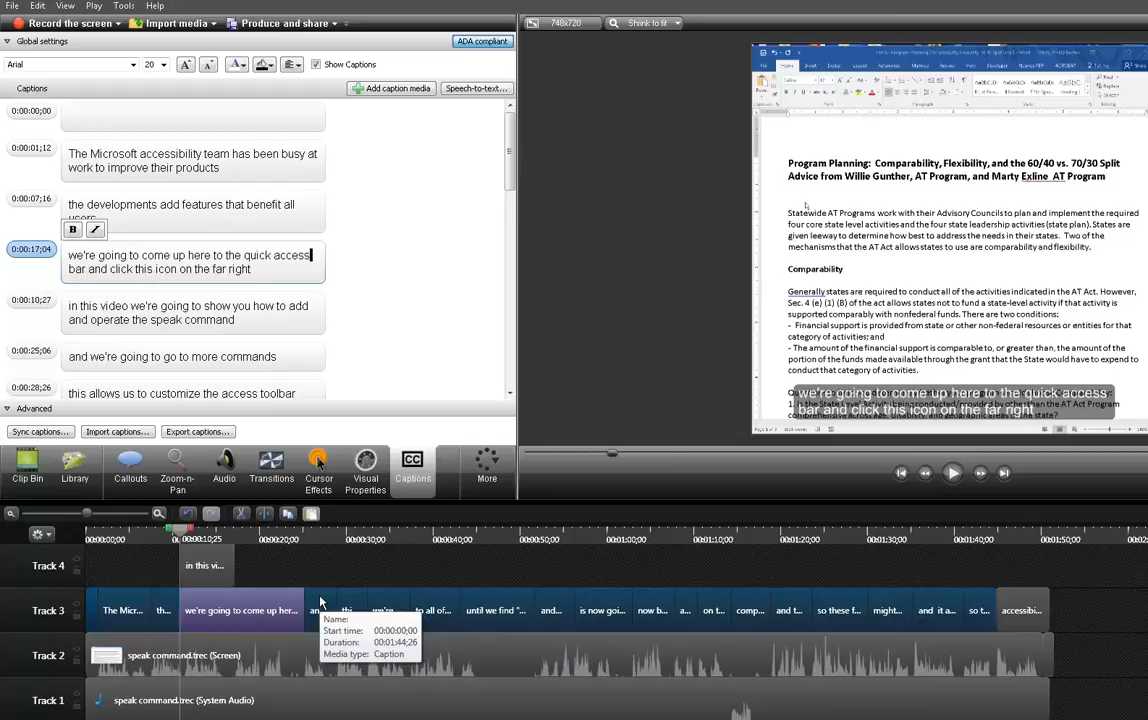 File Edit View Play Tools Help
Record the screen Import media Produce and share
748x720 Shrink to fit
Global settings ADA compliant
Arial 20 Show Captions
Captions Add caption media Speech-to-text...
0:00:00;00
0:00:01;12
The Microsoft accessibility team has been busy at
work to improve their products
0:00:07;16
the developments add features that benefit all
users
B I
0:00:17;04
we're going to come up here to the quick access
bar and click this icon on the far right
0:00:10;27
in this video we're going to show you how to add
and operate the speak command
0:00:25;06
and we're going to go to more commands
0:00:28;26
this allows us to customize the access toolbar
Advanced
Sync captions... Import captions... Export captions...
Clip Bin Library Callouts Zoom-n-Pan Audio Transitions Cursor Effects Visual Properties CC Captions More
Program Planning: Comparability, Flexibility, and the 60/40 vs. 70/30 Split
Advice from Willie Gunther, AT Program, and Marty Exline AT Program
Statewide AT Programs work with their Advisory Councils to plan and implement the required
four core state level activities and the four state leadership activities (state plan). States are
given leeway to determine how best to address the needs in their states. Two of the
mechanisms that the AT Act allows states to use are comparability and flexibility.
Comparability
Generally states are required to conduct all of the activities indicated in the AT Act. However,
Sec. 4 (e) (1) (B) of the act allows states not to fund a state-level activity if that activity is
supported comparably with nonfederal funds. There are two conditions:
- Financial support is provided from state or other non-federal resources or entities for that
category of activities; and
- The amount of the financial support is comparable to, or greater than, the amount of the
portion of the funds made available through the grant that the State would have to expend to
conduct that category of activities.
we're going to come up here to the quick access
bar and click this icon on the far right
00:00:00;00 00:00:10;25 00:00:20;00 00:00:30;00 00:00:40;00 00:00:50;00 00:01:00;00 00:01:10;00 00:01:20;00 00:01:30;00 00:01:40;00 00:01:50;00
Track 4 in this vi...
Track 3 The Micr... th... we're going to come up her... we're... to all of... until we find "... and... is now goi... now b... a... on t... comp... and t... so these f... might... and it a... so t... accessibi...
Name:
Start time: 00:00:00;00
Duration: 00:01:44;26
Media type: Caption
Track 2 speak command.trec (Screen)
Track 1 speak command.trec (System Audio)